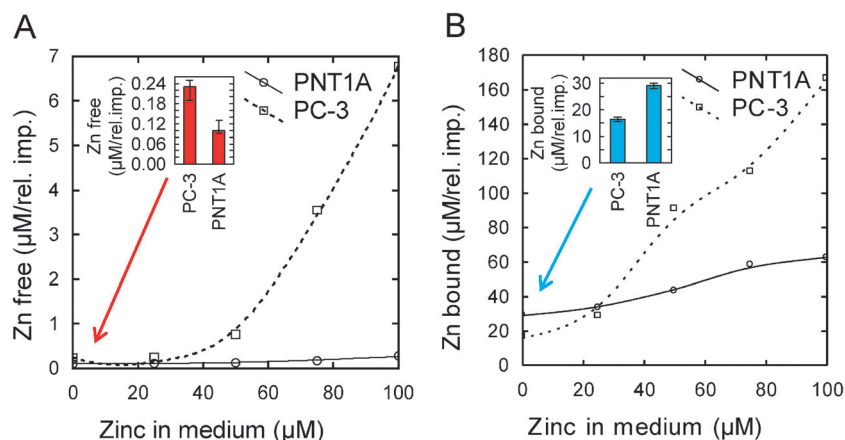 A
Zn free (µM/rel. imp.)
7
6
5
4
3
2
1
0
0
20
40
60
80
100
Zinc in medium (µM)
PNT1A
PC-3
Zn free
(µM/rel.imp.)
0.24
0.18
0.12
0.06
0.00
PC-3
PNT1A
B
Zn bound (µM/rel. imp.)
180
160
140
120
100
80
60
40
20
0
0
20
40
60
80
100
Zinc in medium (µM)
PNT1A
PC-3
Zn bound
(µM/rel.imp.)
30
20
10
0
PC-3
PNT1A